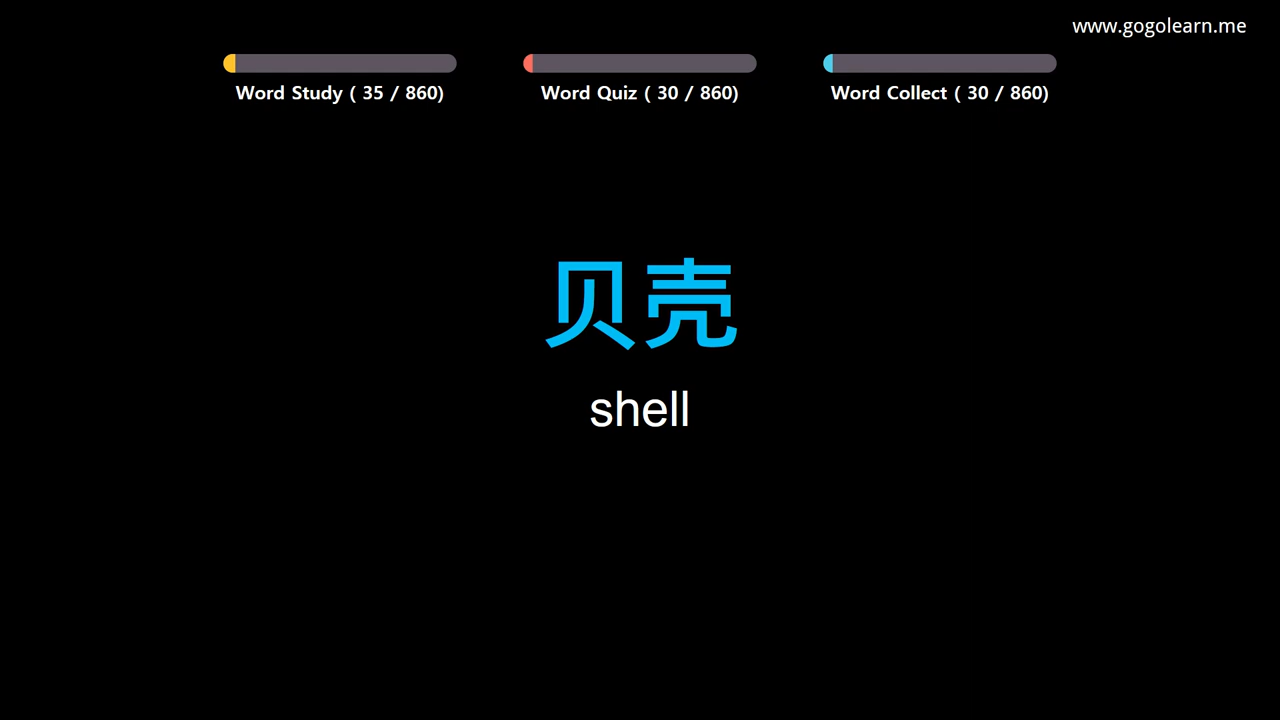 www.gogolearn.me
Word Study ( 35 / 860)
Word Quiz ( 30 / 860)
Word Collect ( 30 / 860)
贝壳
shell